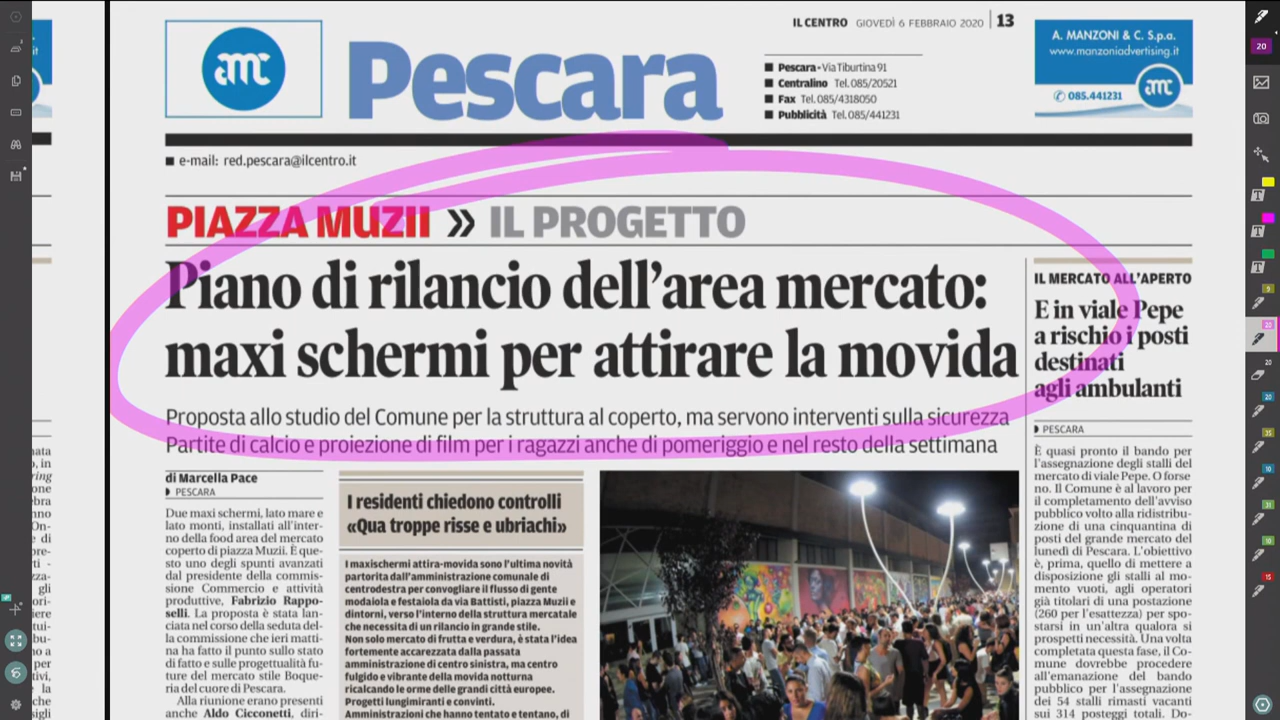 IL CENTRO GIOVEDÌ 6 FEBBRAIO 2020 13
amc
Pescara
Pescara - Via Tiburtina 91
Centralino Tel. 085/20521
Fax Tel. 085/4318050
Pubblicità Tel. 085/441231
A. MANZONI & C. S.p.a.
www.manzoniadvertising.it
085.441231
amc
e-mail: red.pescara@ilcentro.it
PIAZZA MUZII » IL PROGETTO
Piano di rilancio dell'area mercato:
maxi schermi per attirare la movida
Proposta allo studio del Comune per la struttura al coperto, ma servono interventi sulla sicurezza
Partite di calcio e proiezione di film per i ragazzi anche di pomeriggio e nel resto della settimana
di Marcella Pace
PESCARA
Due maxi schermi, lato mare e
lato monti, installati all'inter-
no della food area del mercato
coperto di piazza Muzii. È que-
sto uno degli spunti avanzati
dal presidente della commis-
sione Commercio e attività
produttive, Fabrizio Rappo-
selli. La proposta è stata lan-
ciata nel corso della seduta del-
la commissione che ieri matti-
na ha fatto il punto sullo stato
di fatto e sulle progettualità fu-
ture del mercato stile Boque-
ria del cuore di Pescara.
Alla riunione erano presenti
anche Aldo Cicconetti, diri-
I residenti chiedono controlli
«Qua troppe risse e ubriachi»
I maxischermi attira-movida sono l'ultima novità
partorita dall'amministrazione comunale di
centrodestra per convogliare il flusso di gente
modaiola e festaiola da via Battisti, piazza Muzii e
dintorni, verso l'interno della struttura mercatale
che necessita di un rilancio in grande stile.
Non solo mercato di frutta e verdura, è stata l'idea
fortemente accarezzata dalla passata
amministrazione di centro sinistra, ma centro
fulgido e vibrante della movida notturna
ricalcando le orme delle grandi città europee.
Progetti lungimiranti e convinti.
Amministrazioni che hanno tentato e tentano, di
IL MERCATO ALL'APERTO
E in viale Pepe
a rischio i posti
destinati
agli ambulanti
PESCARA
È quasi pronto il bando per
l'assegnazione degli stalli del
mercato di viale Pepe. O forse
no. Il Comune è al lavoro per
il completamento dell'avviso
pubblico volto alla ridistribu-
zione di una cinquantina di
posti del grande mercato del
lunedì di Pescara. L'obiettivo
è, prima, quello di mettere a
disposizione gli stalli al mo-
mento vuoti, agli operatori
già titolari di una postazione
(260 per l'esattezza) per spo-
starsi in un'altra qualora si
prospetti necessità. Una volta
completata questa fase, il Co-
mune dovrebbe procedere
all'emanazione del bando
pubblico per l'assegnazione
dei 54 stalli rimasti vacanti
sui 314 posteggi totali. Do-